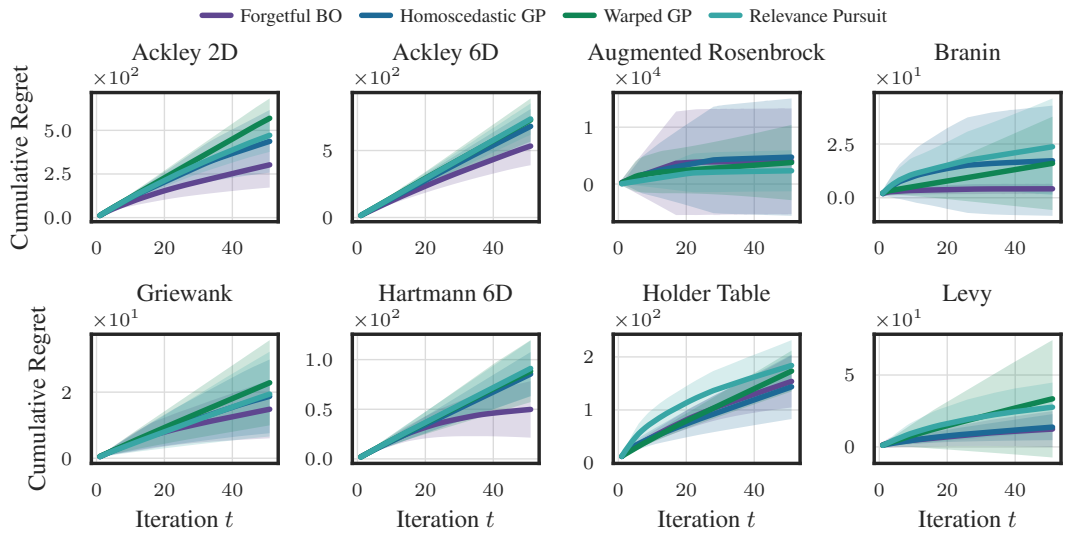 Forgetful BO Homoscedastic GP Warped GP Relevance Pursuit
Ackley 2D Ackley 6D Augmented Rosenbrock Branin
×10² ×10² ×10⁴ ×10¹
Cumulative Regret
5.0
2.5
0.0
0 20 40
5
0
0 20 40
1
0
0 20 40
2.5
0.0
0 20 40
Griewank Hartmann 6D Holder Table Levy
×10¹ ×10² ×10² ×10¹
Cumulative Regret
2
0
0 20 40
1.0
0.5
0.0
0 20 40
2
1
0
0 20 40
5
0
0 20 40
Iteration t Iteration t Iteration t Iteration t